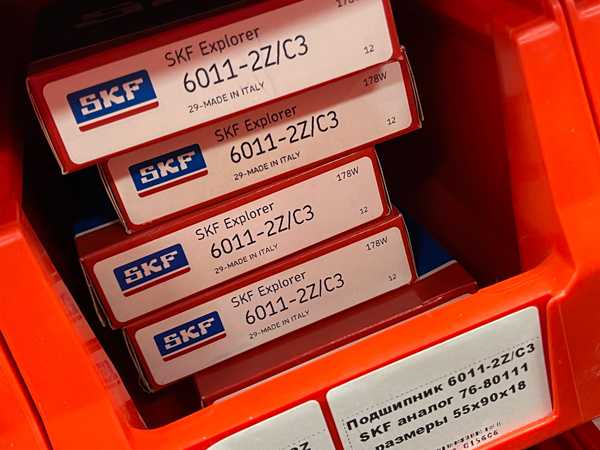 178W
SKF Explorer
6011-2Z/C3
SKF
29-MADE IN ITALY
12
178W
SKF Explorer
6011-2Z/C3
SKF
29-MADE IN ITALY
12
178W
SKF Explorer
6011-2Z/C3
SKF
29-MADE IN ITALY
12
178W
SKF Explorer
6011-2Z/C3
SKF
29-MADE IN ITALY
12
Подшипник 6011-2Z/C3
SKF аналог 76-80111
размеры 55x90x18